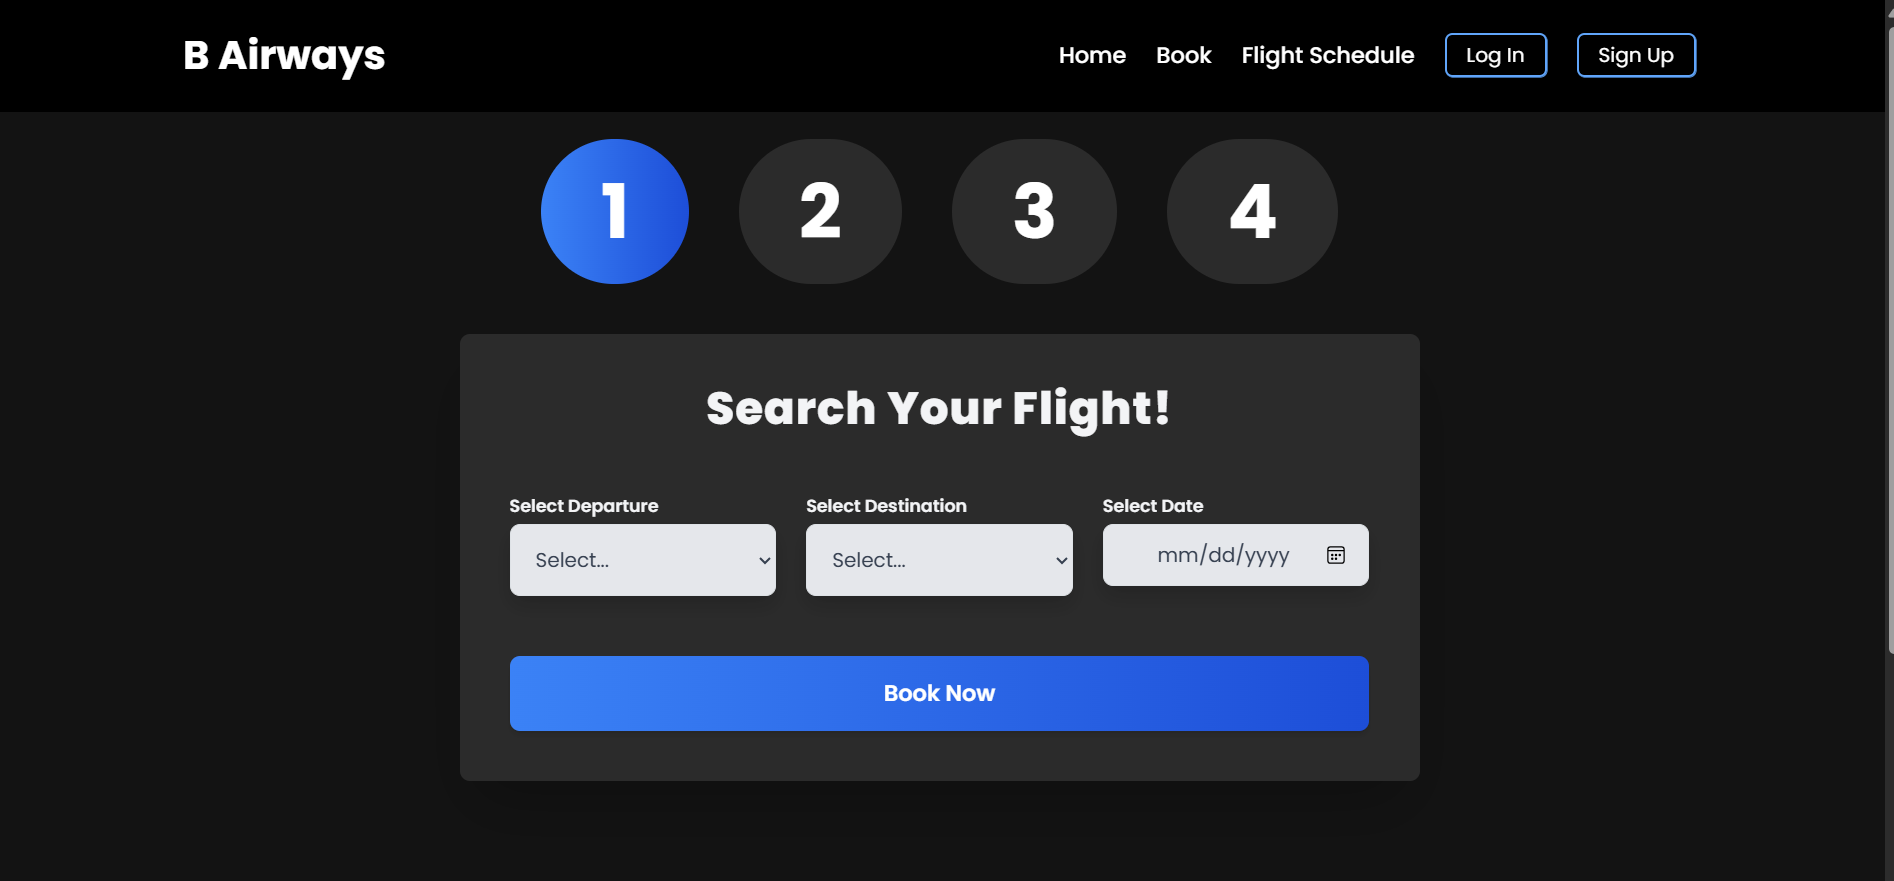 B Airways
Home Book Flight Schedule Log In Sign Up
1 2 3 4
Search Your Flight!
Select Departure Select Destination Select Date
Select... Select... mm/dd/yyyy
Book Now